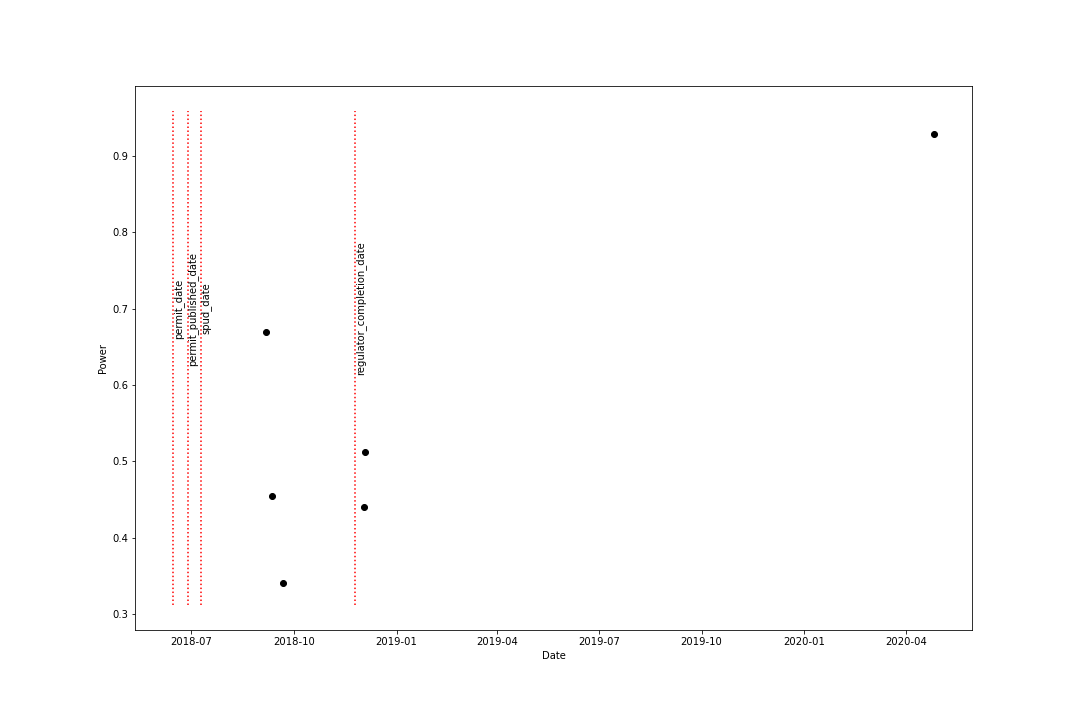 0.9
0.8
0.7
0.6
0.5
0.4
0.3
Power
permit_date
permit_published_date
spud_date
regulator_completion_date
2018-07
2018-10
2019-01
2019-04
2019-07
2019-10
2020-01
2020-04
Date